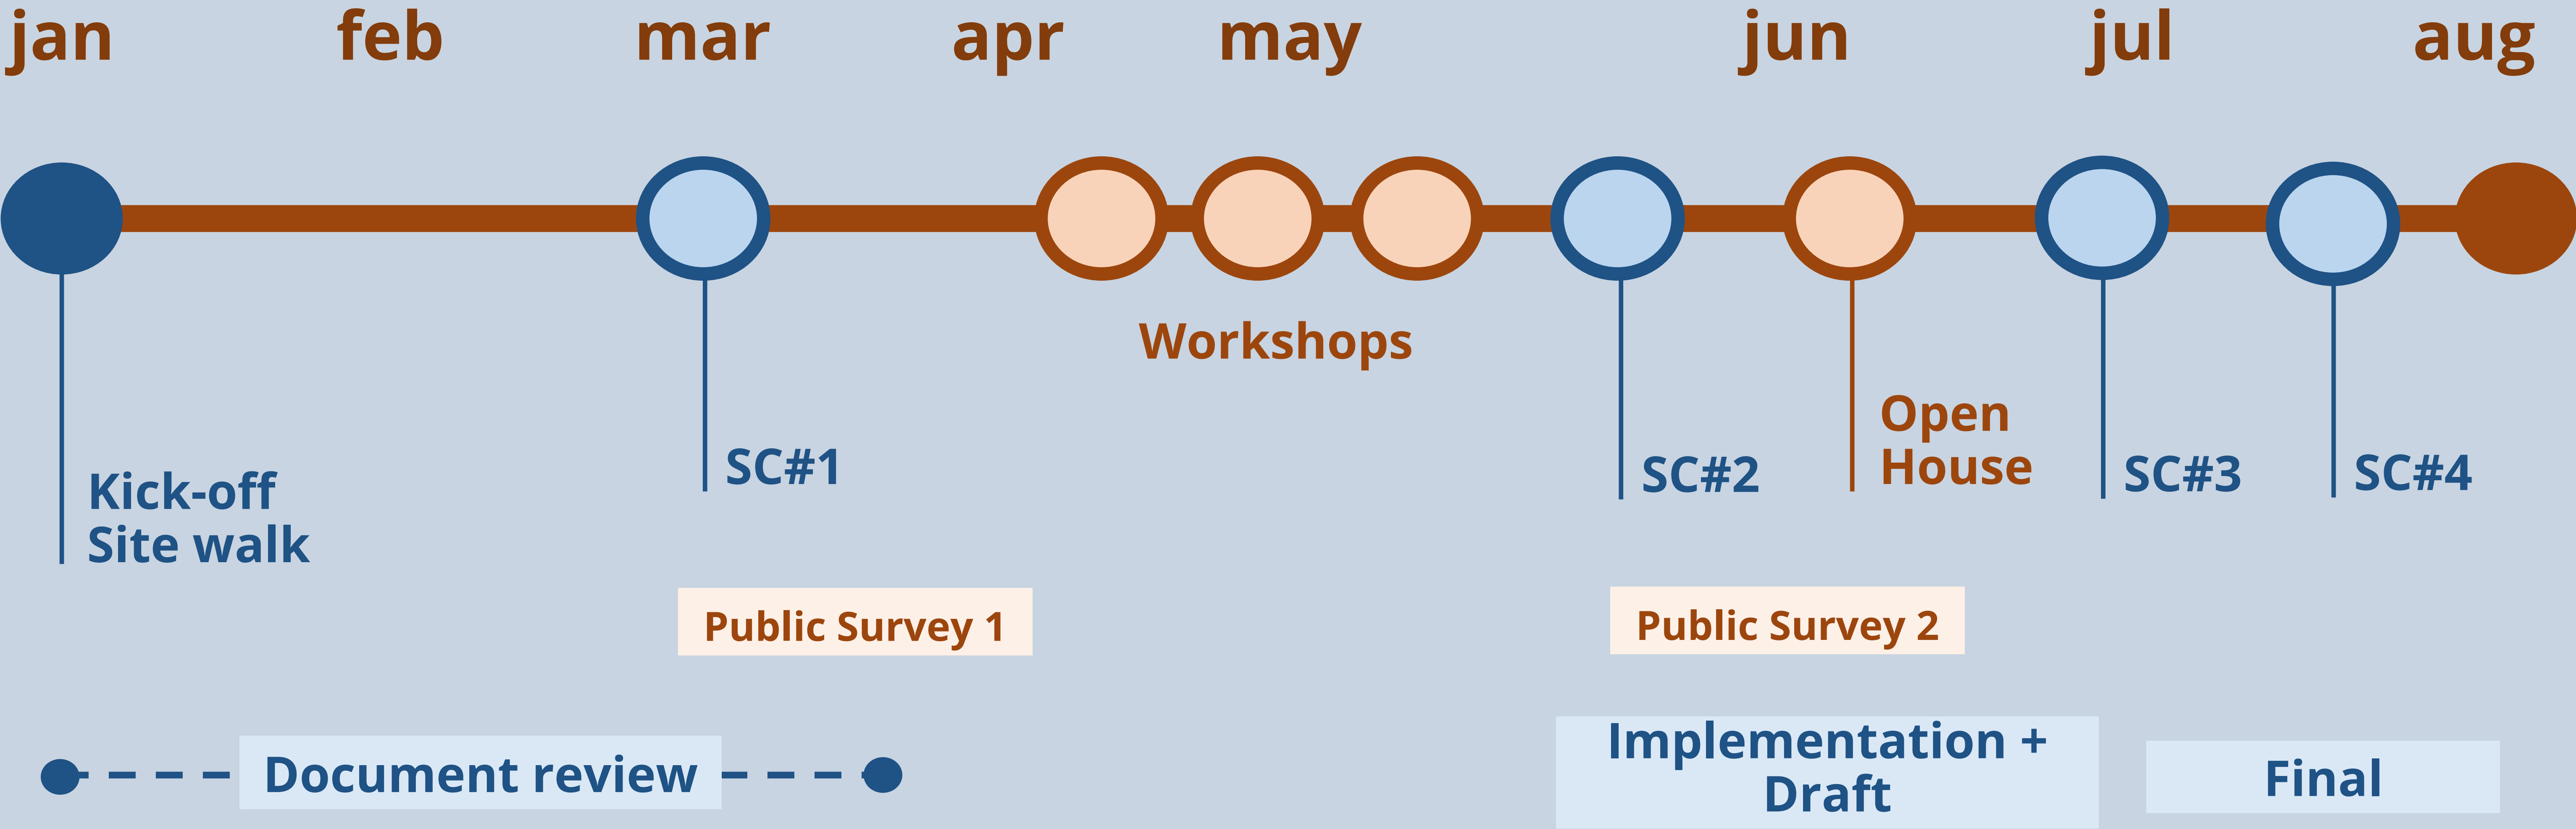 jan feb mar apr may jun jul aug
Workshops
Kick-off
Site walk
SC#1
SC#2
Open
House
SC#3
SC#4
Public Survey 1
Public Survey 2
Document review
Implementation +
Draft
Final